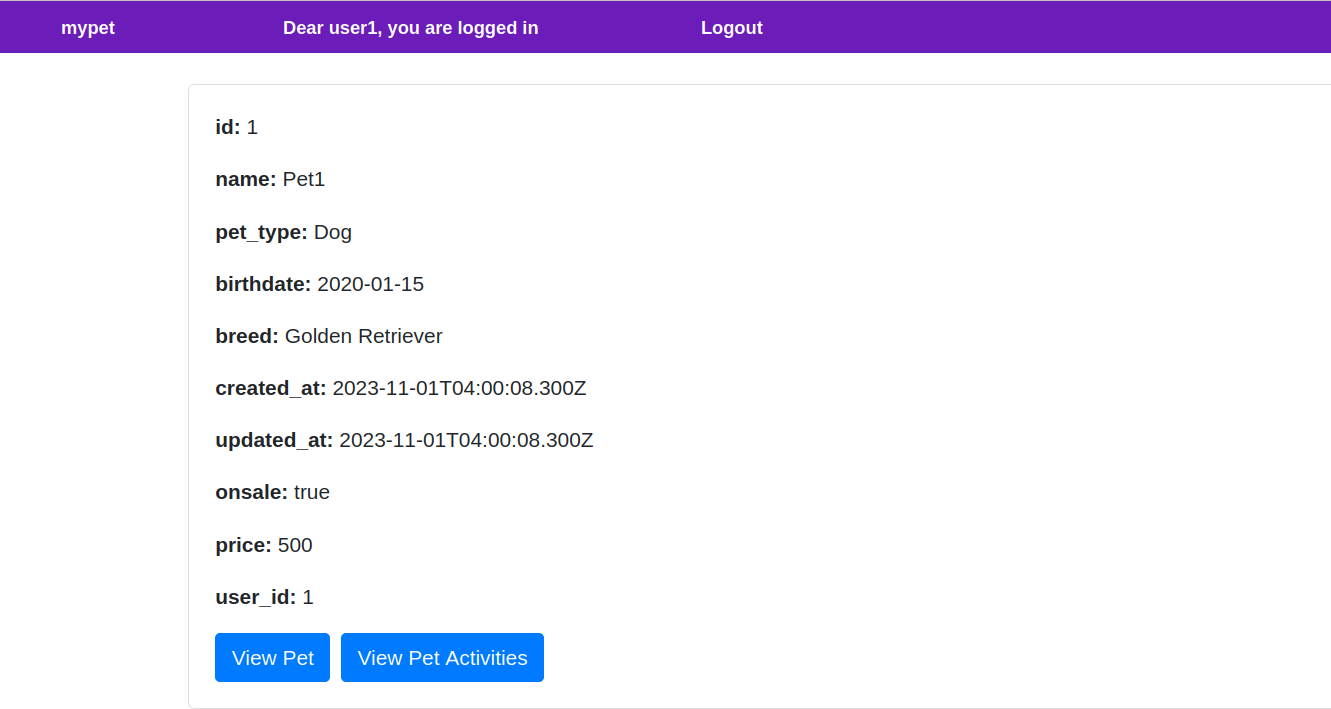 mypet Dear user1, you are logged in Logout
id: 1
name: Pet1
pet_type: Dog
birthdate: 2020-01-15
breed: Golden Retriever
created_at: 2023-11-01T04:00:08.300Z
updated_at: 2023-11-01T04:00:08.300Z
onsale: true
price: 500
user_id: 1
View Pet View Pet Activities